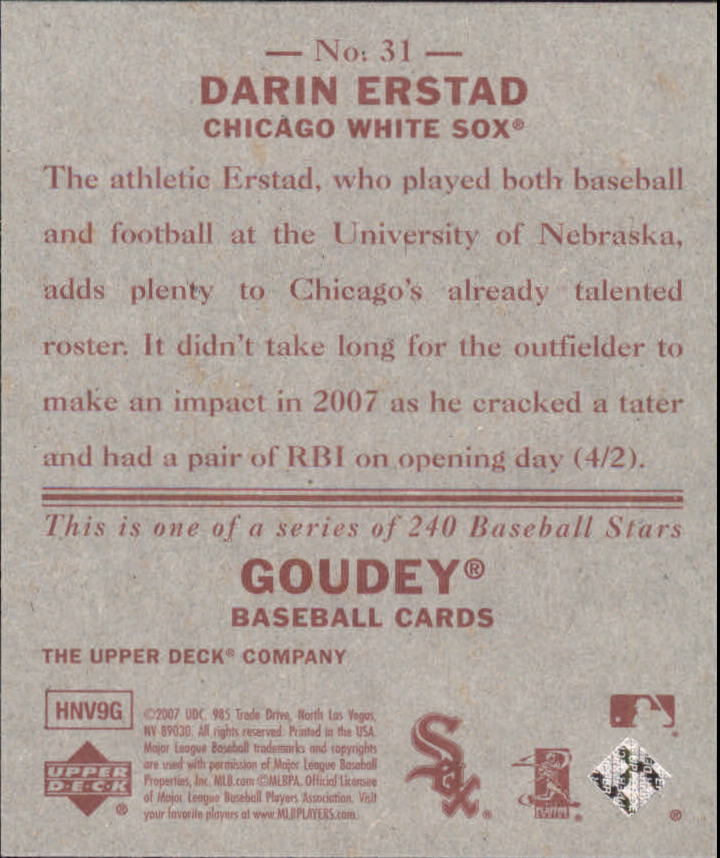 — No: 31 —
DARIN ERSTAD
CHICAGO WHITE SOX®
The athletic Erstad, who played both baseball
and football at the University of Nebraska,
adds plenty to Chicago's already talented
roster. It didn't take long for the outfielder to
make an impact in 2007 as he cracked a tater
and had a pair of RBI on opening day (4/2).
This is one of a series of 240 Baseball Stars
GOUDEY®
BASEBALL CARDS
THE UPPER DECK® COMPANY
HNV9G
©2007 UDC, 985 Trade Drive, North Las Vegas,
NV 89030. All rights reserved. Printed in the USA.
Major League Baseball trademarks and copyrights
are used with permission of Major League Baseball
Properties, Inc. MLB.com ©MLBPA. Official Licensee
of Major League Baseball Players Association. Visit
your favorite players at www.MLBPLAYERS.com.
UPPER
D·E·C·K
®
Sox
®
®